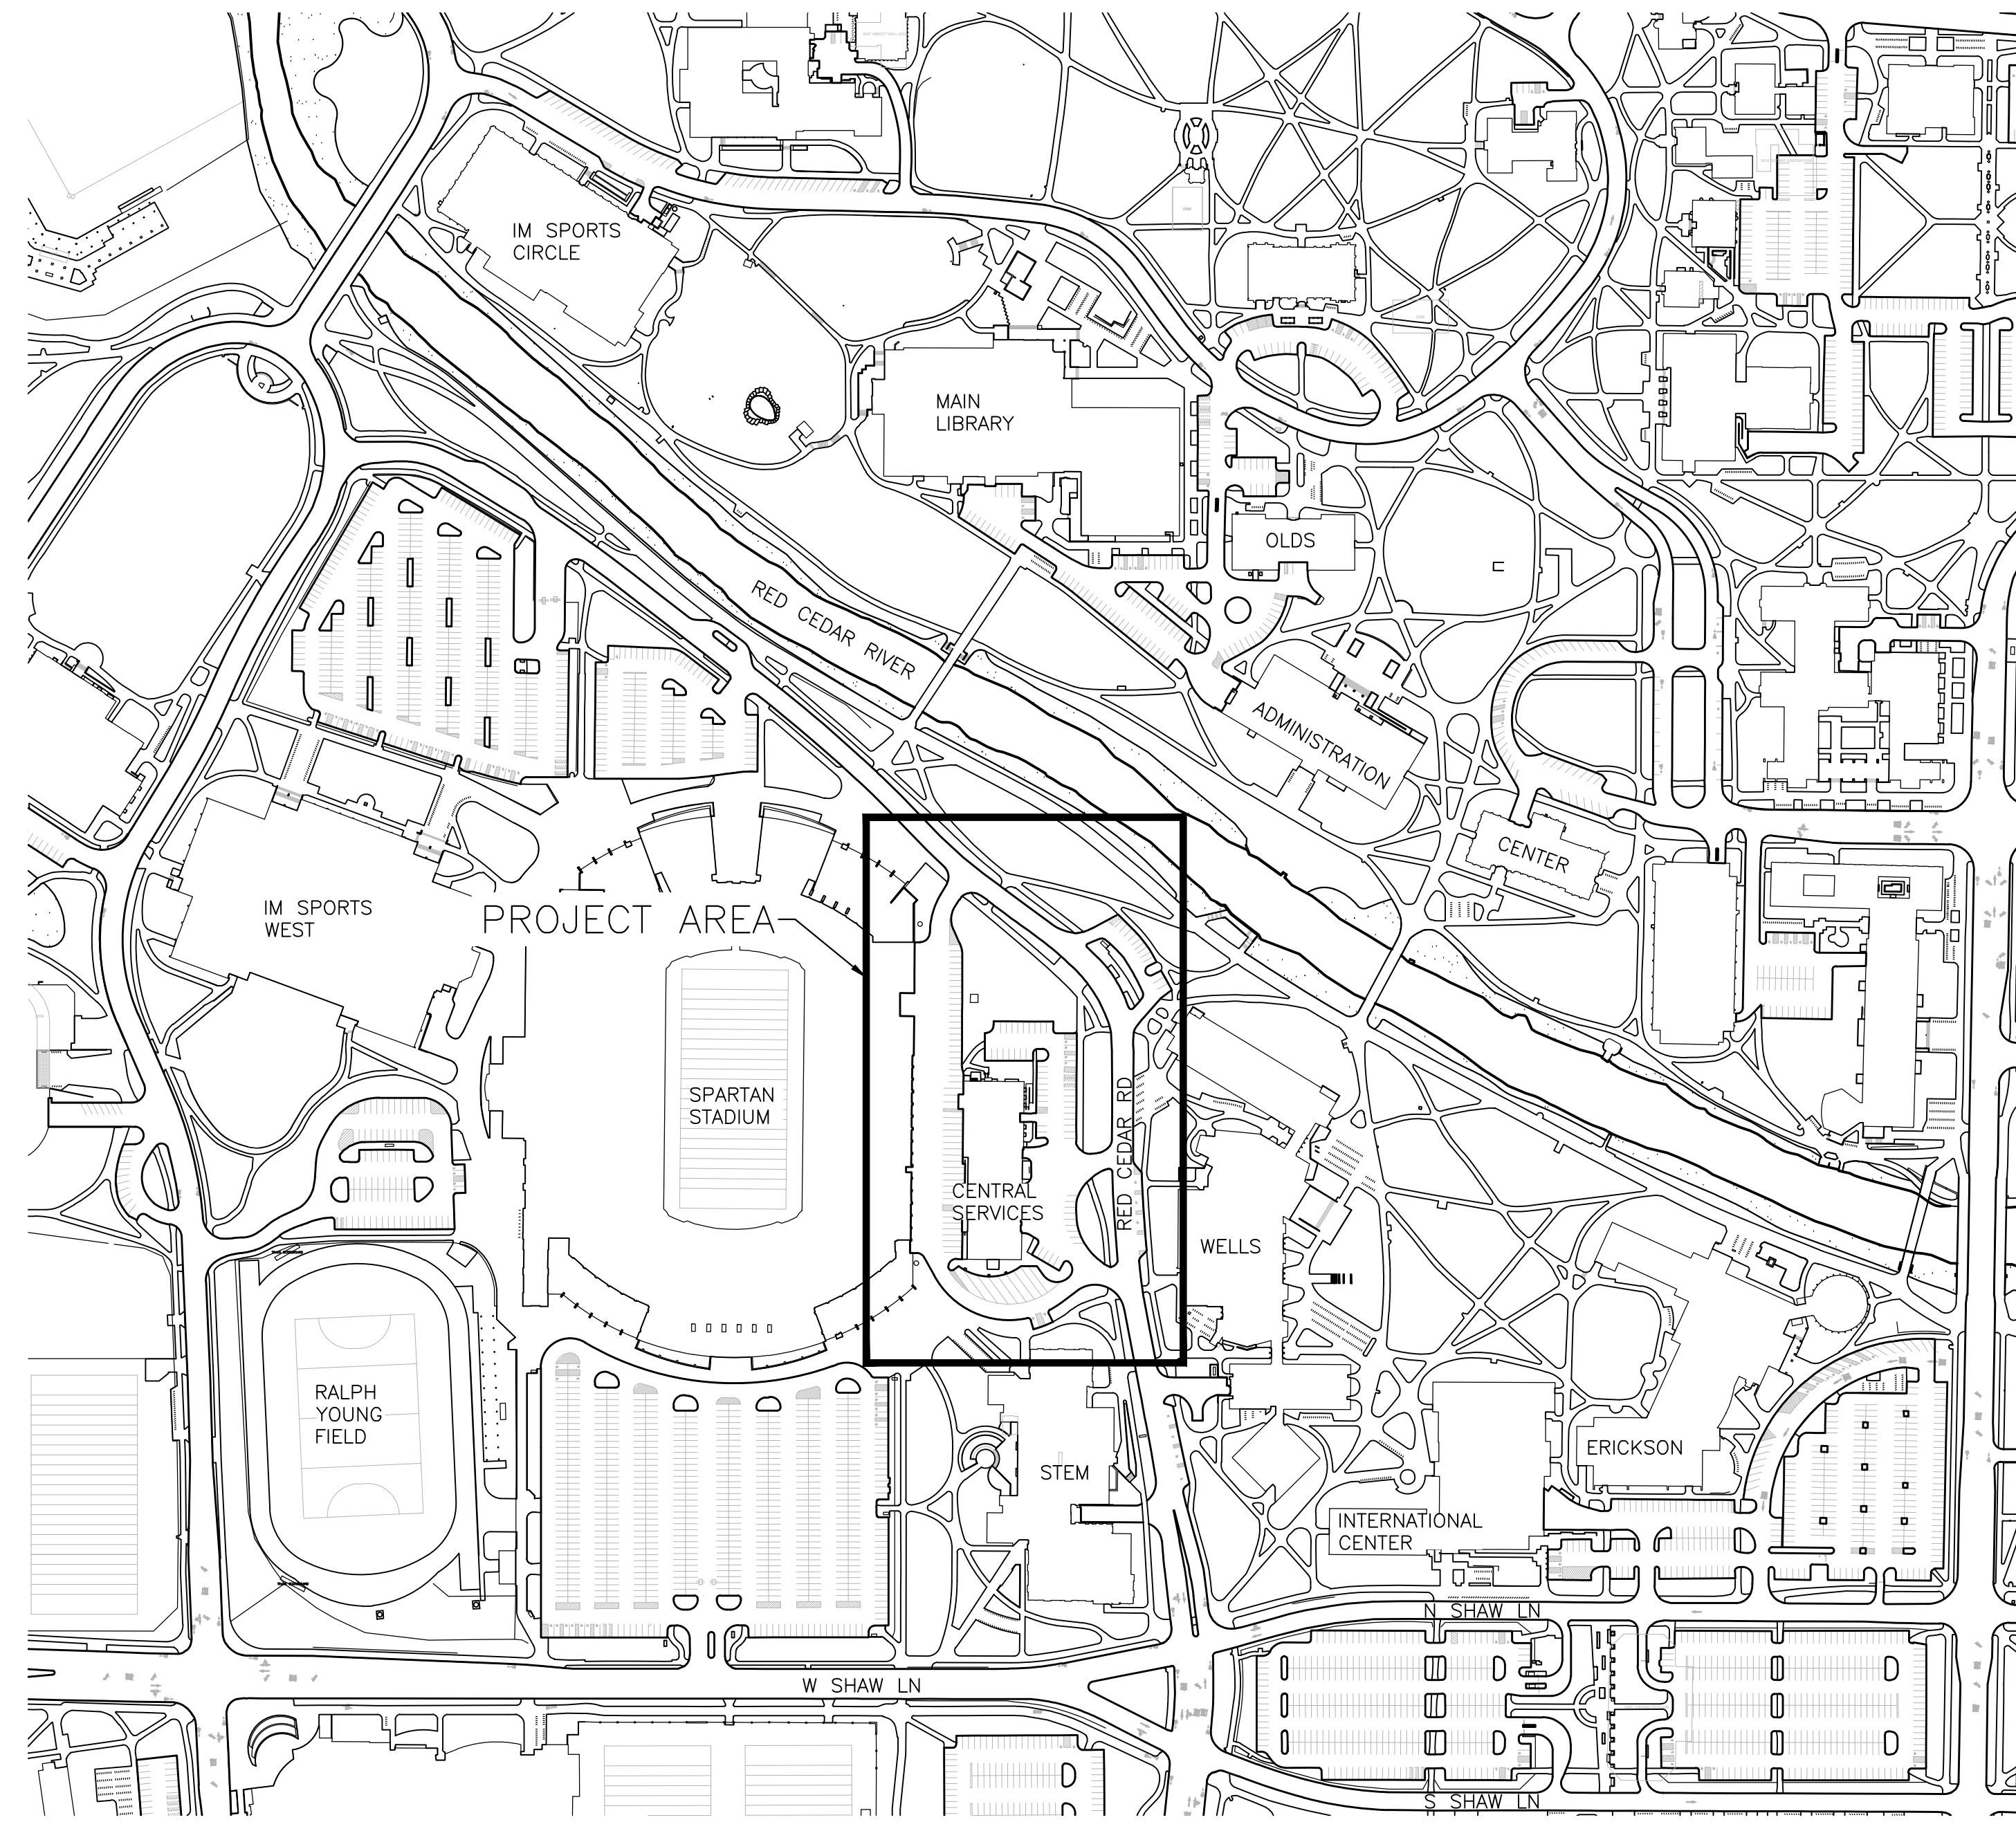 IM SPORTS
CIRCLE
MAIN
LIBRARY
OLDS
RED CEDAR RIVER
ADMINISTRATION
CENTER
IM SPORTS
WEST
PROJECT AREA
SPARTAN
STADIUM
RED CEDAR RD
CENTRAL
SERVICES
WELLS
RALPH
YOUNG
FIELD
STEM
ERICKSON
INTERNATIONAL
CENTER
N SHAW LN
W SHAW LN
S SHAW LN